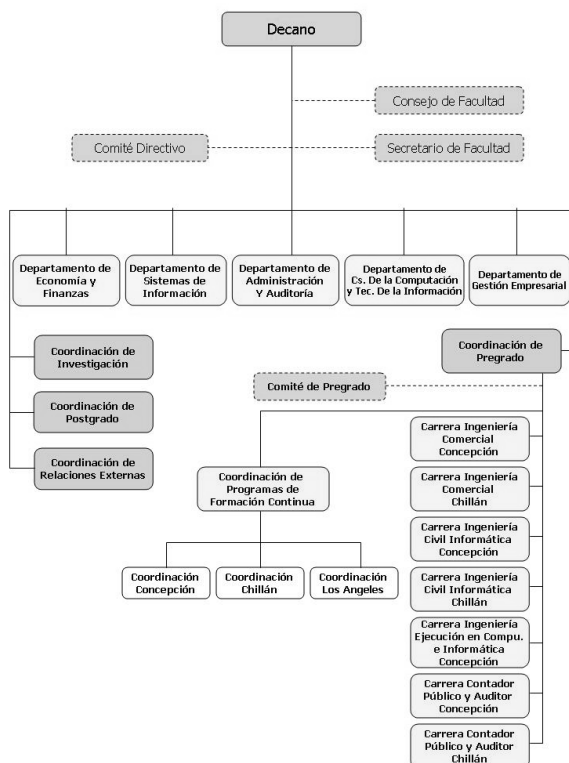 Decano
Consejo de Facultad
Comité Directivo
Secretario de Facultad
Departamento de
Economía y
Finanzas
Departamento de
Sistemas de
Información
Departamento de
Administración
Y Auditoría
Departamento de
Cs. De la Computación
y Tec. De la Información
Departamento de
Gestión Empresarial
Coordinación de
Investigación
Coordinación de
Postgrado
Coordinación de
Relaciones Externas
Coordinación de
Pregrado
Comité de Pregrado
Coordinación de
Programas de
Formación Continua
Coordinación
Concepción
Coordinación
Chillán
Coordinación
Los Angeles
Carrera Ingeniería
Comercial
Concepción
Carrera Ingeniería
Comercial
Chillán
Carrera Ingeniería
Civil Informática
Concepción
Carrera Ingeniería
Civil Informática
Chillán
Carrera Ingeniería
Ejecución en Compu.
e Informática
Concepción
Carrera Contador
Público y Auditor
Concepción
Carrera Contador
Público y Auditor
Chillán